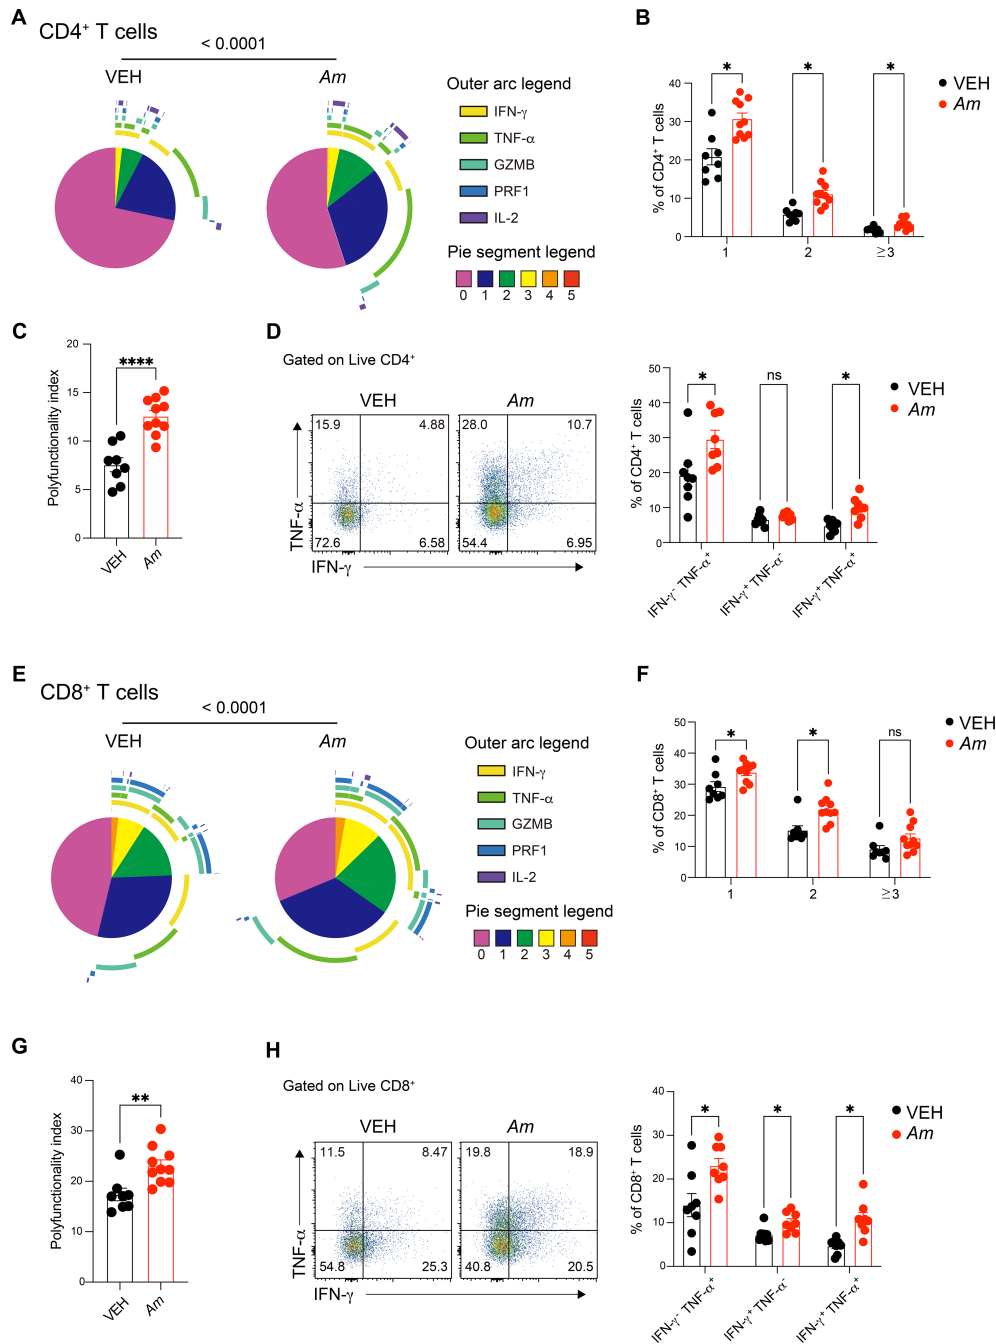 A
CD4⁺ T cells
< 0.0001
VEH
Am
Outer arc legend
IFN-γ
TNF-α
GZMB
PRF1
IL-2
Pie segment legend
0 1 2 3 4 5
B
% of CD4⁺ T cells
40
30
20
10
0
* * *
1 2 ≥3
VEH
Am
C
Polyfunctionality index
20
15
10
5
0
****
VEH
Am
D
Gated on Live CD4⁺
VEH
Am
15.9 4.88
72.6 6.58
28.0 10.7
54.4 6.95
TNF-α
IFN-γ
% of CD4⁺ T cells
50
40
30
20
10
0
* ns *
IFN-γ⁻ TNF-α⁺
IFN-γ⁺ TNF-α⁻
IFN-γ⁺ TNF-α⁺
VEH
Am
E
CD8⁺ T cells
< 0.0001
VEH
Am
Outer arc legend
IFN-γ
TNF-α
GZMB
PRF1
IL-2
Pie segment legend
0 1 2 3 4 5
F
% of CD8⁺ T cells
50
40
30
20
10
0
* * ns
1 2 ≥3
VEH
Am
G
Polyfunctionality index
40
30
20
10
0
**
VEH
Am
H
Gated on Live CD8⁺
VEH
Am
11.5 8.47
54.8 25.3
19.8 18.9
40.8 20.5
TNF-α
IFN-γ
% of CD8⁺ T cells
40
30
20
10
0
* * *
IFN-γ⁻ TNF-α⁺
IFN-γ⁺ TNF-α⁻
IFN-γ⁺ TNF-α⁺
VEH
Am